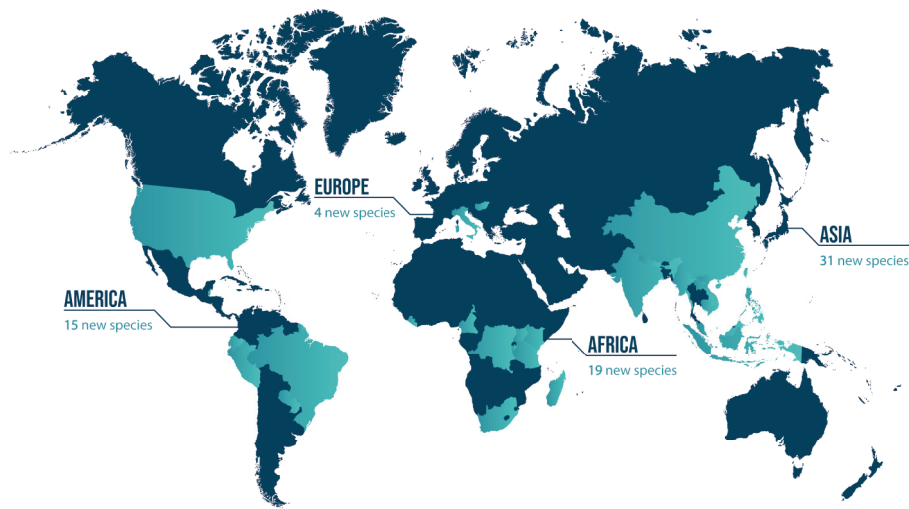 EUROPE
4 new species
ASIA
31 new species
AMERICA
15 new species
AFRICA
19 new species